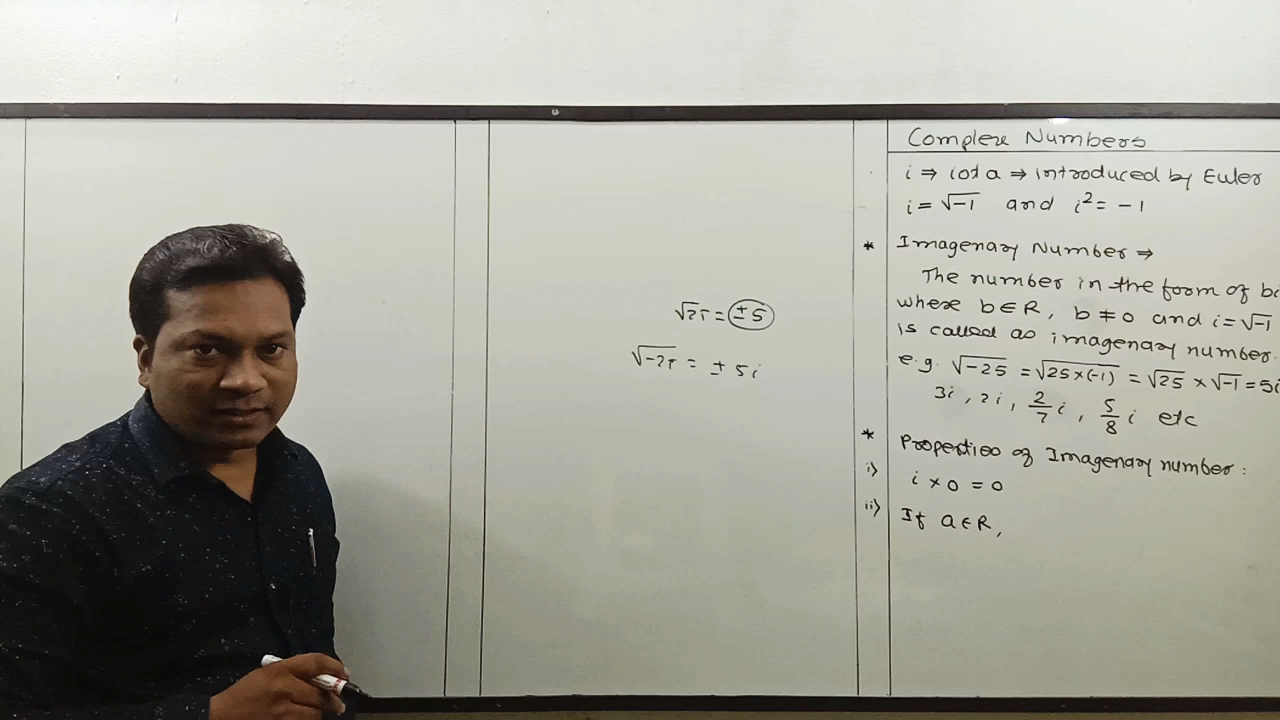 √25 = ±5
√-25 = ± 5i
Complex Numbers
i ⇒ iota ⇒ introduced by Euler
i = √-1 and i² = -1
* Imagenary Number ⇒
The number in the form of bi
where b∈R, b ≠ 0 and i = √-1
is called as imagenary number.
e.g. √-25 = √25×(-1) = √25 × √-1 = 5i
3i, 2i, 2/7 i, 5/8 i etc
* Properties of Imagenary number:
i) i × 0 = 0
ii) If a∈R,